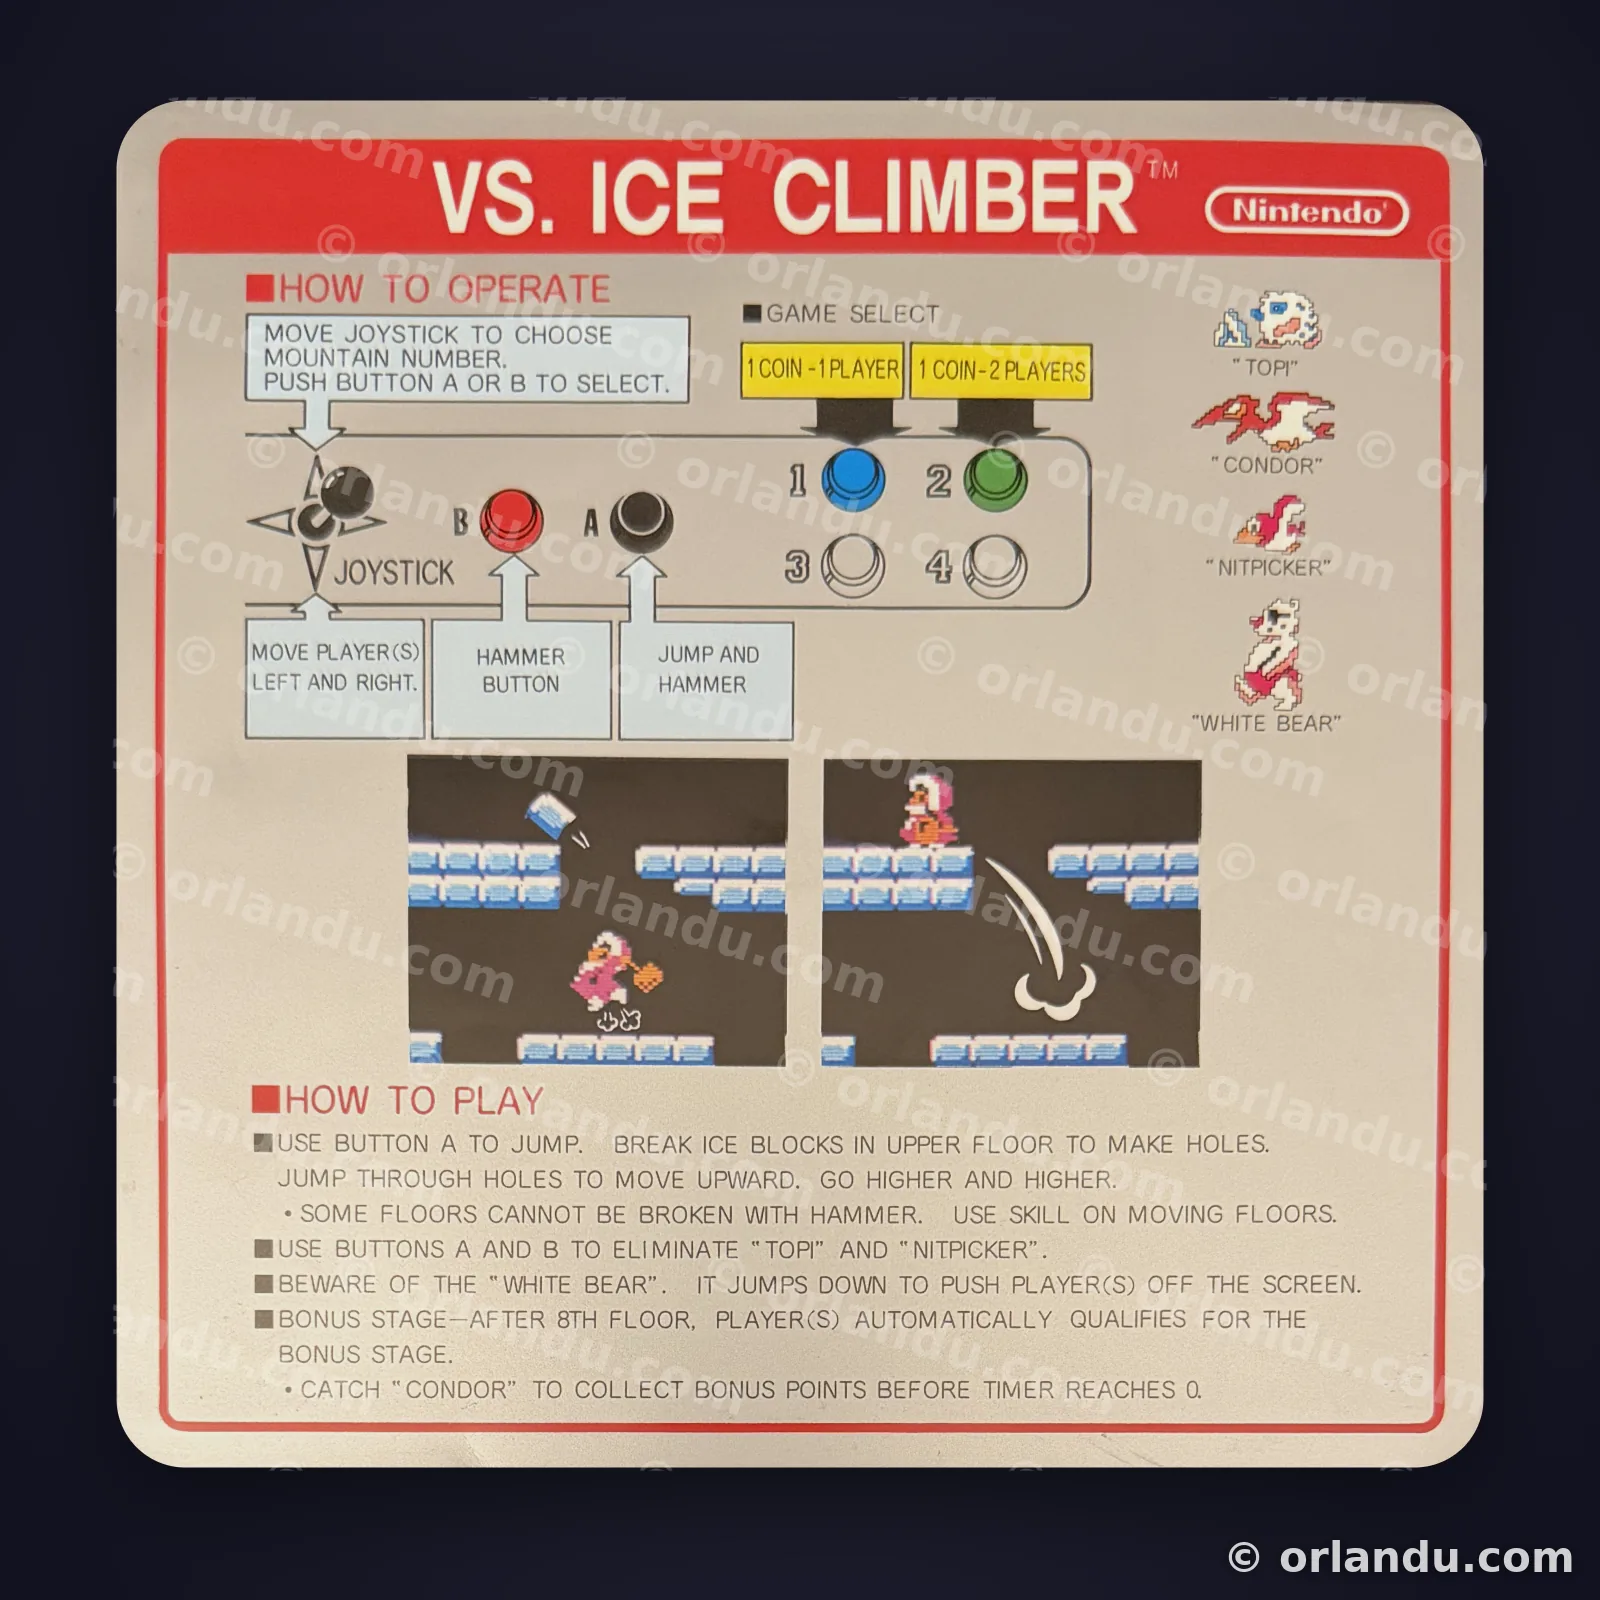 VS. ICE CLIMBER™
Nintendo®
■HOW TO OPERATE
MOVE JOYSTICK TO CHOOSE
MOUNTAIN NUMBER.
PUSH BUTTON A OR B TO SELECT.
■GAME SELECT
1 COIN-1 PLAYER
1 COIN-2 PLAYERS
"TOPI"
"CONDOR"
"NITPICKER"
"WHITE BEAR"
1
2
B
A
3
4
JOYSTICK
MOVE PLAYER(S)
LEFT AND RIGHT.
HAMMER
BUTTON
JUMP AND
HAMMER
■HOW TO PLAY
■USE BUTTON A TO JUMP. BREAK ICE BLOCKS IN UPPER FLOOR TO MAKE HOLES.
JUMP THROUGH HOLES TO MOVE UPWARD. GO HIGHER AND HIGHER.
• SOME FLOORS CANNOT BE BROKEN WITH HAMMER. USE SKILL ON MOVING FLOORS.
■USE BUTTONS A AND B TO ELIMINATE "TOPI" AND "NITPICKER".
■BEWARE OF THE "WHITE BEAR". IT JUMPS DOWN TO PUSH PLAYER(S) OFF THE SCREEN.
■BONUS STAGE—AFTER 8TH FLOOR, PLAYER(S) AUTOMATICALLY QUALIFIES FOR THE
BONUS STAGE.
• CATCH "CONDOR" TO COLLECT BONUS POINTS BEFORE TIMER REACHES 0.
© orlandu.com